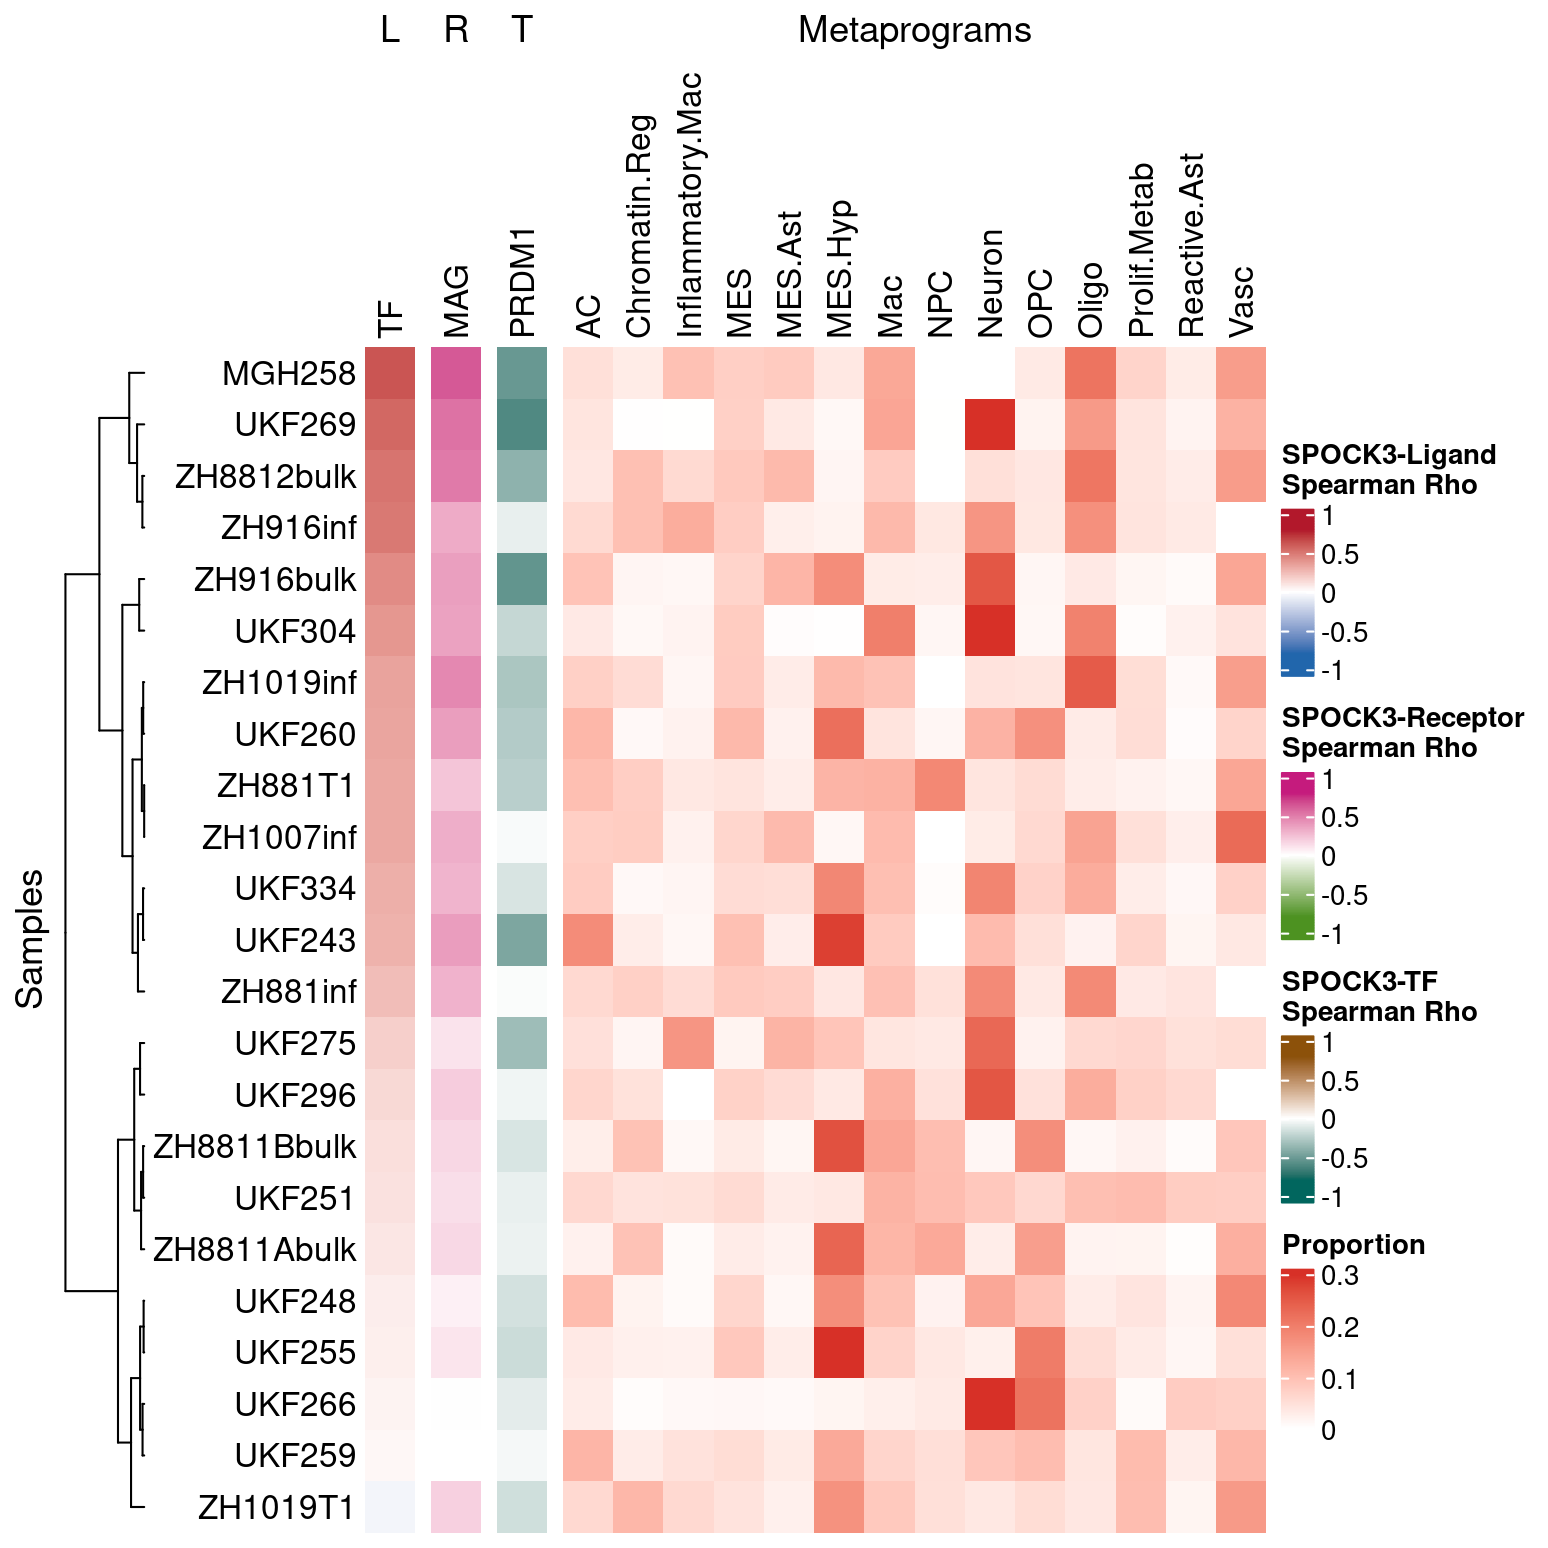 L R T Metaprograms
TF MAG PRDM1 AC Chromatin.Reg Inflammatory.Mac MES MES.Ast MES.Hyp Mac NPC Neuron OPC Oligo Prolif.Metab Reactive.Ast Vasc
Samples
MGH258
UKF269
ZH8812bulk
ZH916inf
ZH916bulk
UKF304
ZH1019inf
UKF260
ZH881T1
ZH1007inf
UKF334
UKF243
ZH881inf
UKF275
UKF296
ZH8811Bbulk
UKF251
ZH8811Abulk
UKF248
UKF255
UKF266
UKF259
ZH1019T1
SPOCK3-Ligand
Spearman Rho
1
0.5
0
-0.5
-1
SPOCK3-Receptor
Spearman Rho
1
0.5
0
-0.5
-1
SPOCK3-TF
Spearman Rho
1
0.5
0
-0.5
-1
Proportion
0.3
0.2
0.1
0